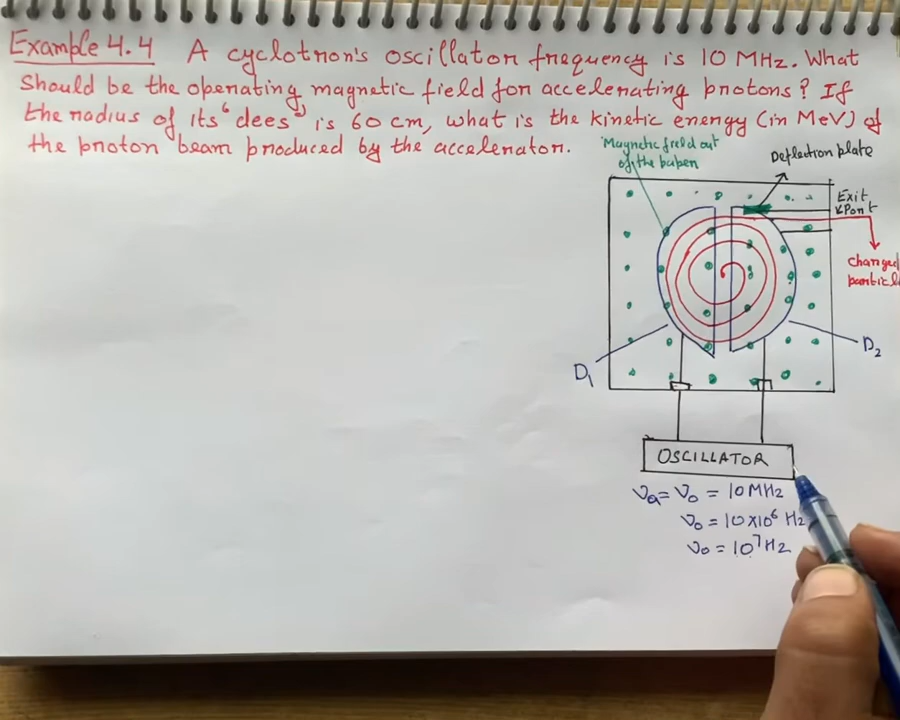 Example 4.4 A cyclotron's oscillator frequency is 10 MHz. What
should be the operating magnetic field for accelerating protons? If
the radius of its "dees" is 60 cm, what is the kinetic energy (in MeV) of
the proton beam produced by the accelerator.
Magnetic field out
of the paper
Deflection plate
Exit
Port
Charged
particle
D1
D2
OSCILLATOR
νa = ν0 = 10 MHz
ν0 = 10×10⁶ Hz
ν0 = 10⁷ Hz